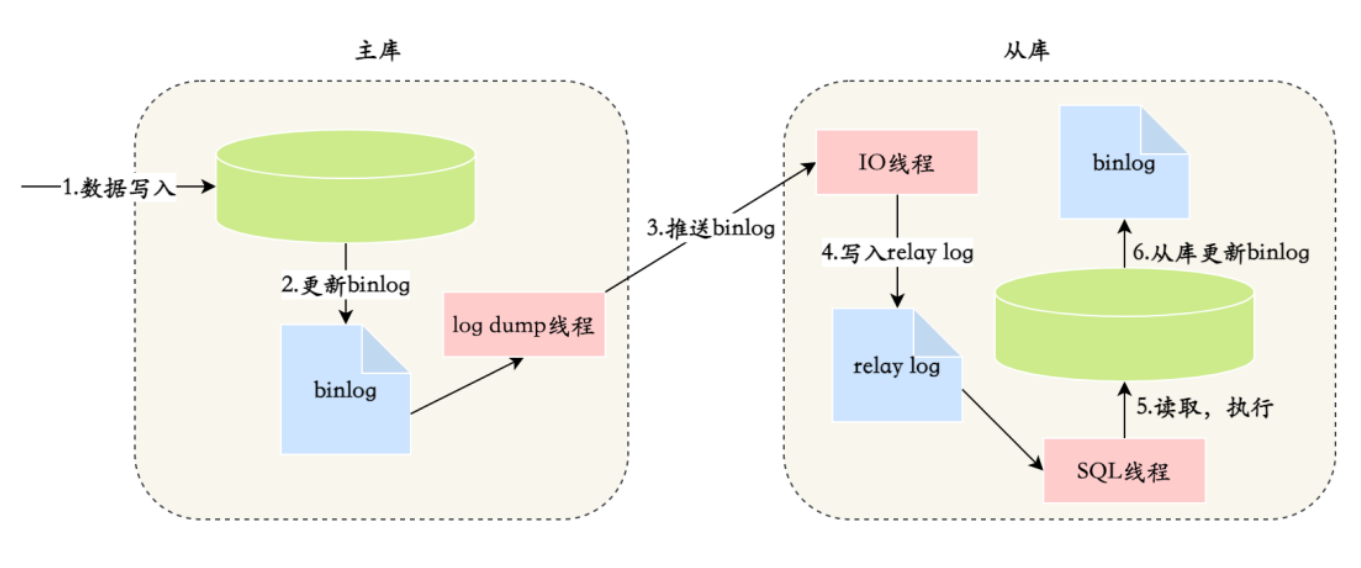 主库
从库
1.数据写入
2.更新binlog
binlog
log dump线程
3.推送binlog
IO线程
4.写入relay log
relay log
SQL线程
5.读取，执行
6.从库更新binlog
binlog